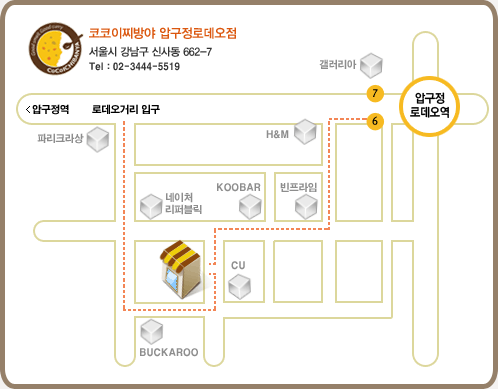 코코이찌방야 압구정로데오점
서울시 강남구 신사동 662-7
Tel : 02-3444-5519
CoCoICHIBANYA
갤러리아
7
압구정
로데오역
<압구정역
로데오거리 입구
6
파리크라상
H&M
네이처
리퍼블릭
KOOBAR
빈프라임
CU
BUCKAROO